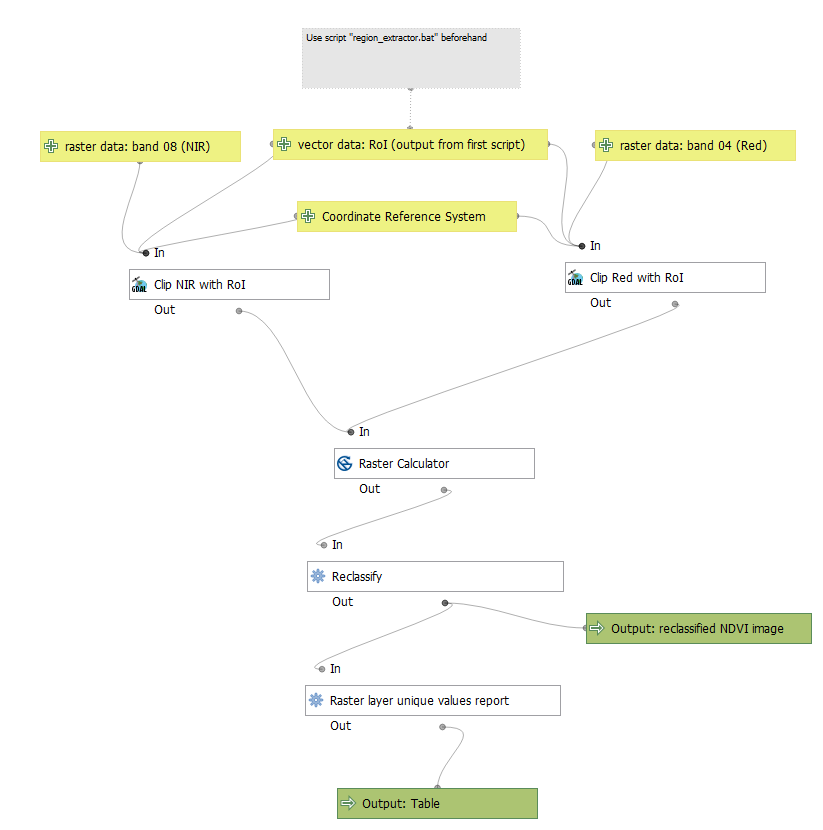 Use script "region_extractor.bat" beforehand
raster data: band 08 (NIR)
vector data: RoI (output from first script)
raster data: band 04 (Red)
Coordinate Reference System
In
In
GDAL
Clip NIR with RoI
GDAL
Clip Red with RoI
Out
Out
In
Raster Calculator
Out
In
Reclassify
Out
Output: reclassified NDVI image
In
Raster layer unique values report
Out
Output: Table